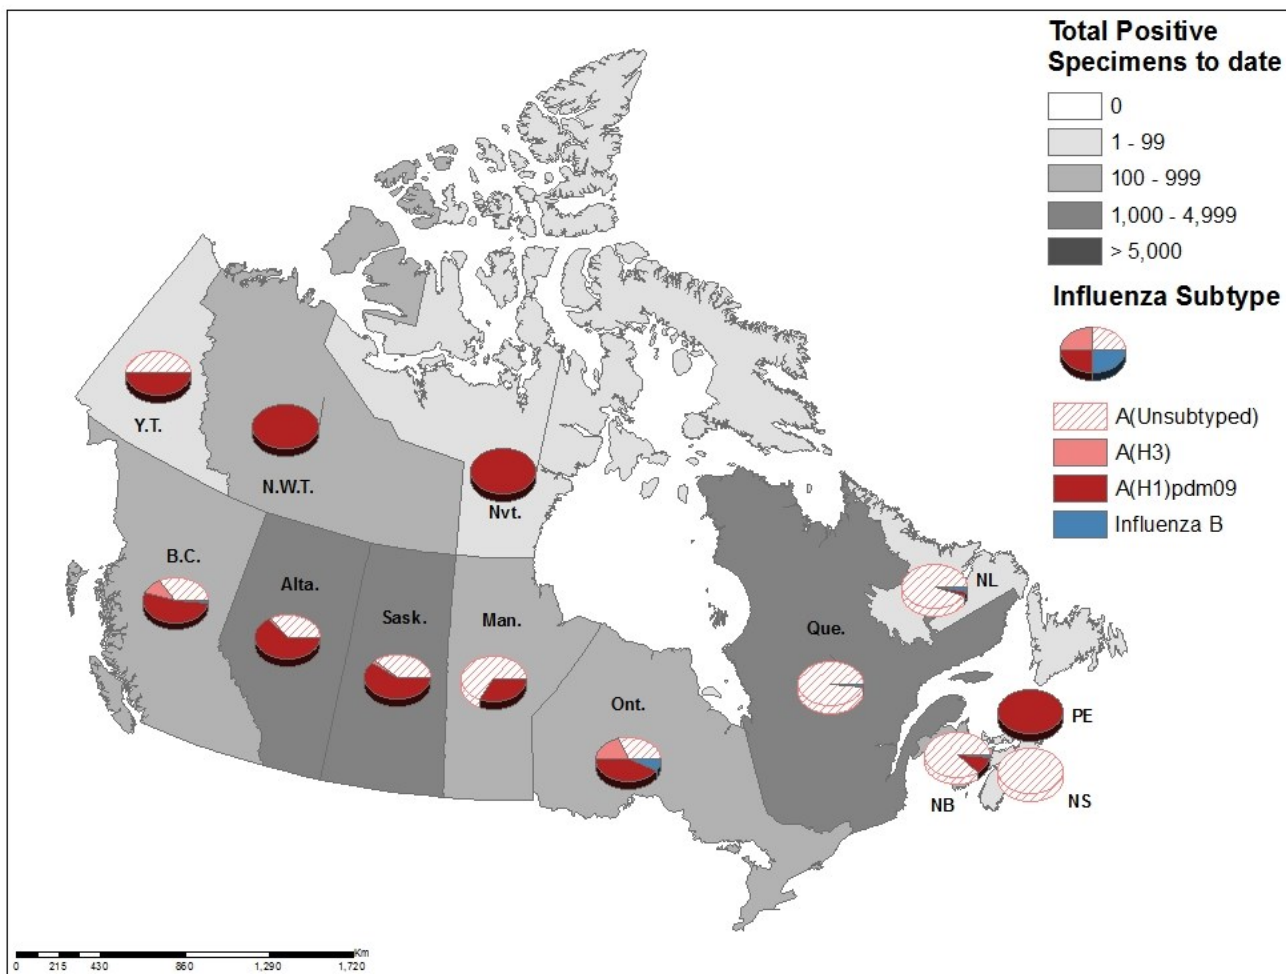 Total Positive
Specimens to date
0
1 - 99
100 - 999
1,000 - 4,999
> 5,000
Influenza Subtype
A(Unsubtyped)
A(H3)
A(H1)pdm09
Influenza B
Y.T.
N.W.T.
Nvt.
B.C.
Alta.
Sask.
Man.
Ont.
Que.
NL
PE
NB
NS
Km
0 215 430 860 1,290 1,720